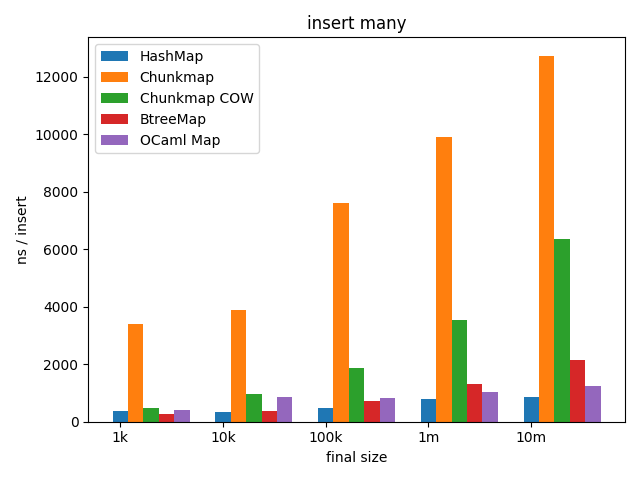 insert many
HashMap
Chunkmap
Chunkmap COW
BtreeMap
OCaml Map
ns / insert
12000
10000
8000
6000
4000
2000
0
1k 10k 100k 1m 10m
final size